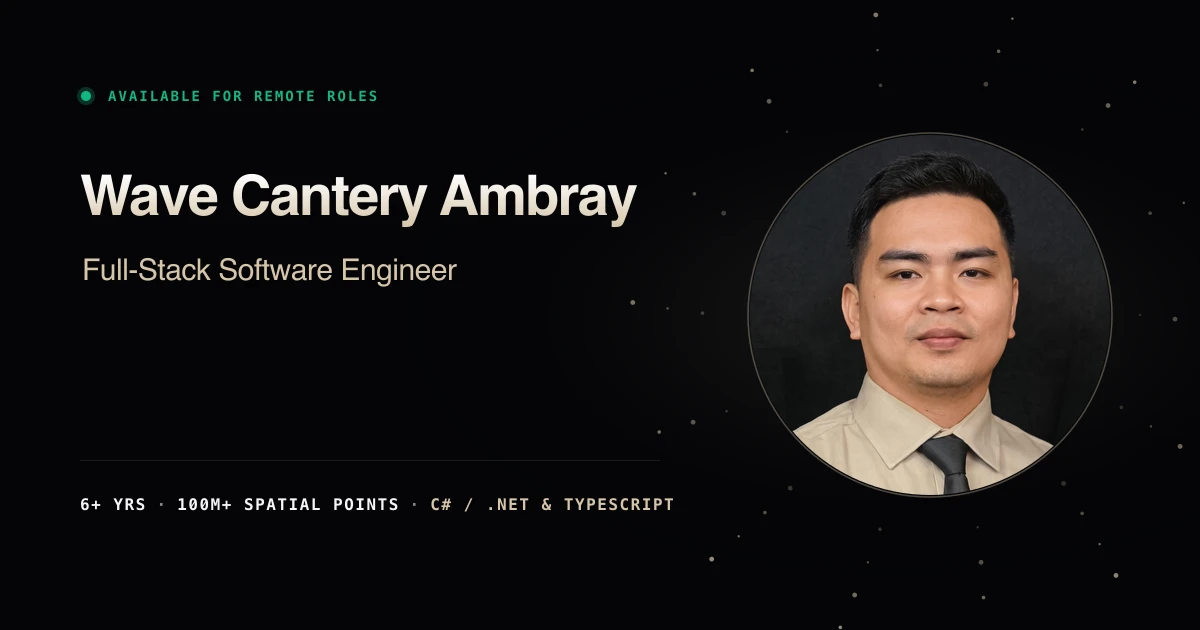 AVAILABLE FOR REMOTE ROLES
Wave Cantery Ambray
Full-Stack Software Engineer
6+ YRS · 100M+ SPATIAL POINTS · C# / .NET & TYPESCRIPT